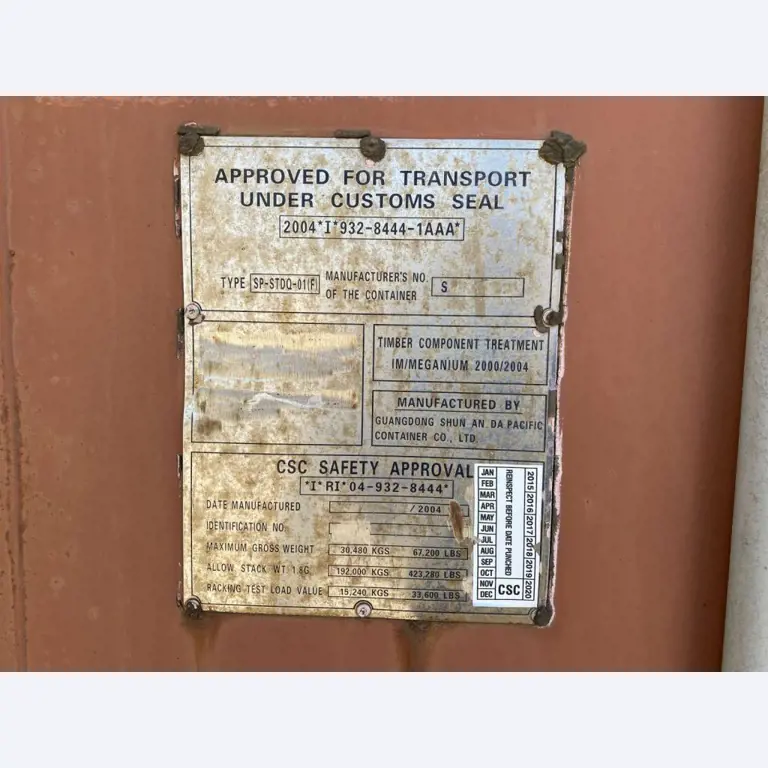 APPROVED FOR TRANSPORT
UNDER CUSTOMS SEAL
2004*I*932-8444-1AAA*
TYPE SP-STDQ-01(F) MANUFACTURER'S NO. OF THE CONTAINER S
TIMBER COMPONENT TREATMENT
IM/MEGANIUM 2000/2004
MANUFACTURED BY
GUANGDONG SHUN AN DA PACIFIC
CONTAINER CO., LTD.
CSC SAFETY APPROVAL
*I*RI*04-932-8444*
DATE MANUFACTURED / 2004
IDENTIFICATION NO
MAXIMUM GROSS WEIGHT 30,480 KGS 67,200 LBS
ALLOW STACK WT 1.8G 192,000 KGS 423,280 LBS
RACKING TEST LOAD VALUE 15,240 KGS 33,600 LBS
JAN
FEB
MAR
APR
MAY
JUN
JUL
AUG
SEP
OCT
NOV
DEC
REINSPECT BEFORE DATE PUNCHED
CSC
2015 2016 2017 2018 2019 2020